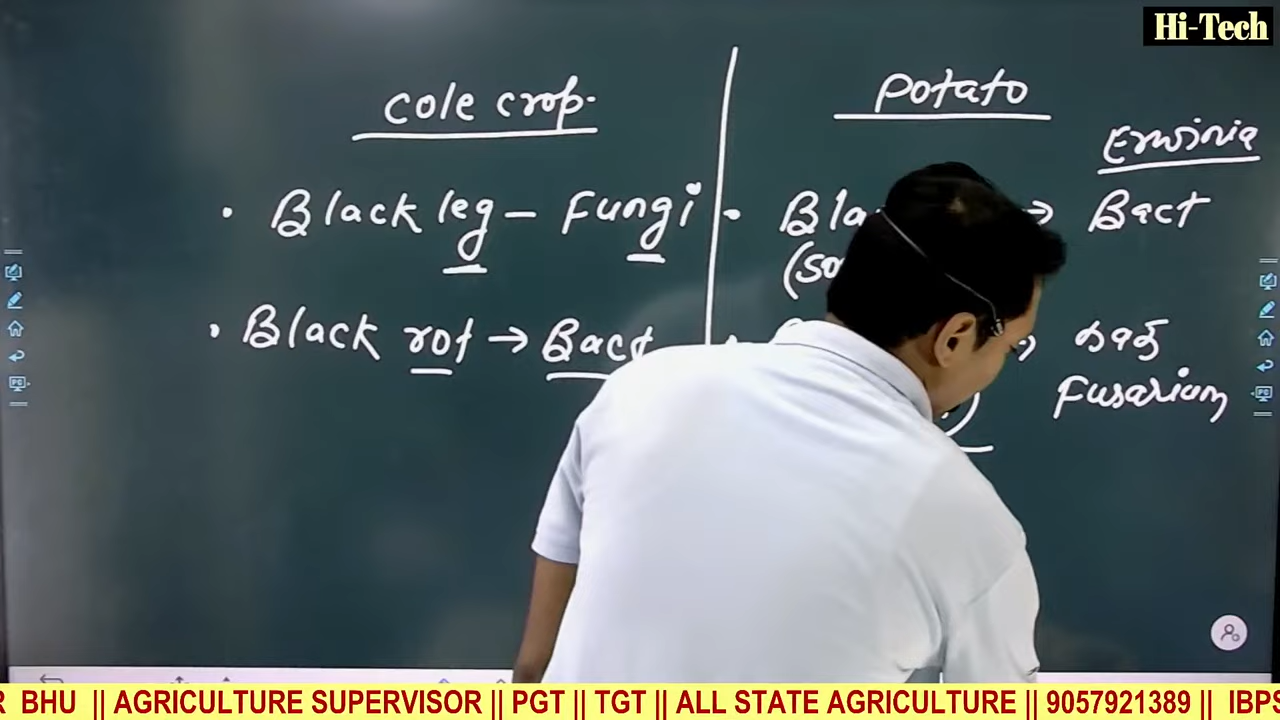 Hi-Tech
Cole crop.
Potato
Erwinia
• Black leg – Fungi
• Bla → Bact
(so
• Black rot → Bact
Fusarium
)
R BHU || AGRICULTURE SUPERVISOR || PGT || TGT || ALL STATE AGRICULTURE || 9057921389 || IBPS